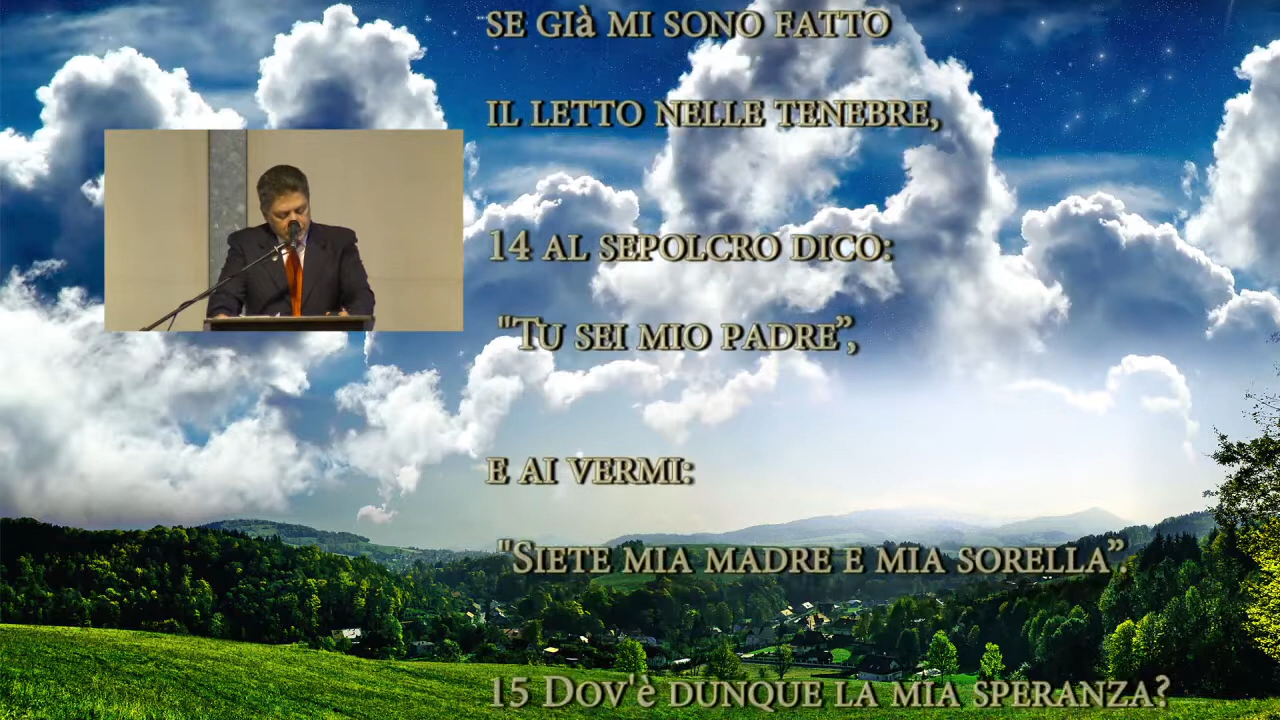 SE GIà MI SONO FATTO
IL LETTO NELLE TENEBRE,
14 AL SEPOLCRO DICO:
"TU SEI MIO PADRE”,
E AI VERMI:
"SIETE MIA MADRE E MIA SORELLA”.
15 DOV'è DUNQUE LA MIA SPERANZA?